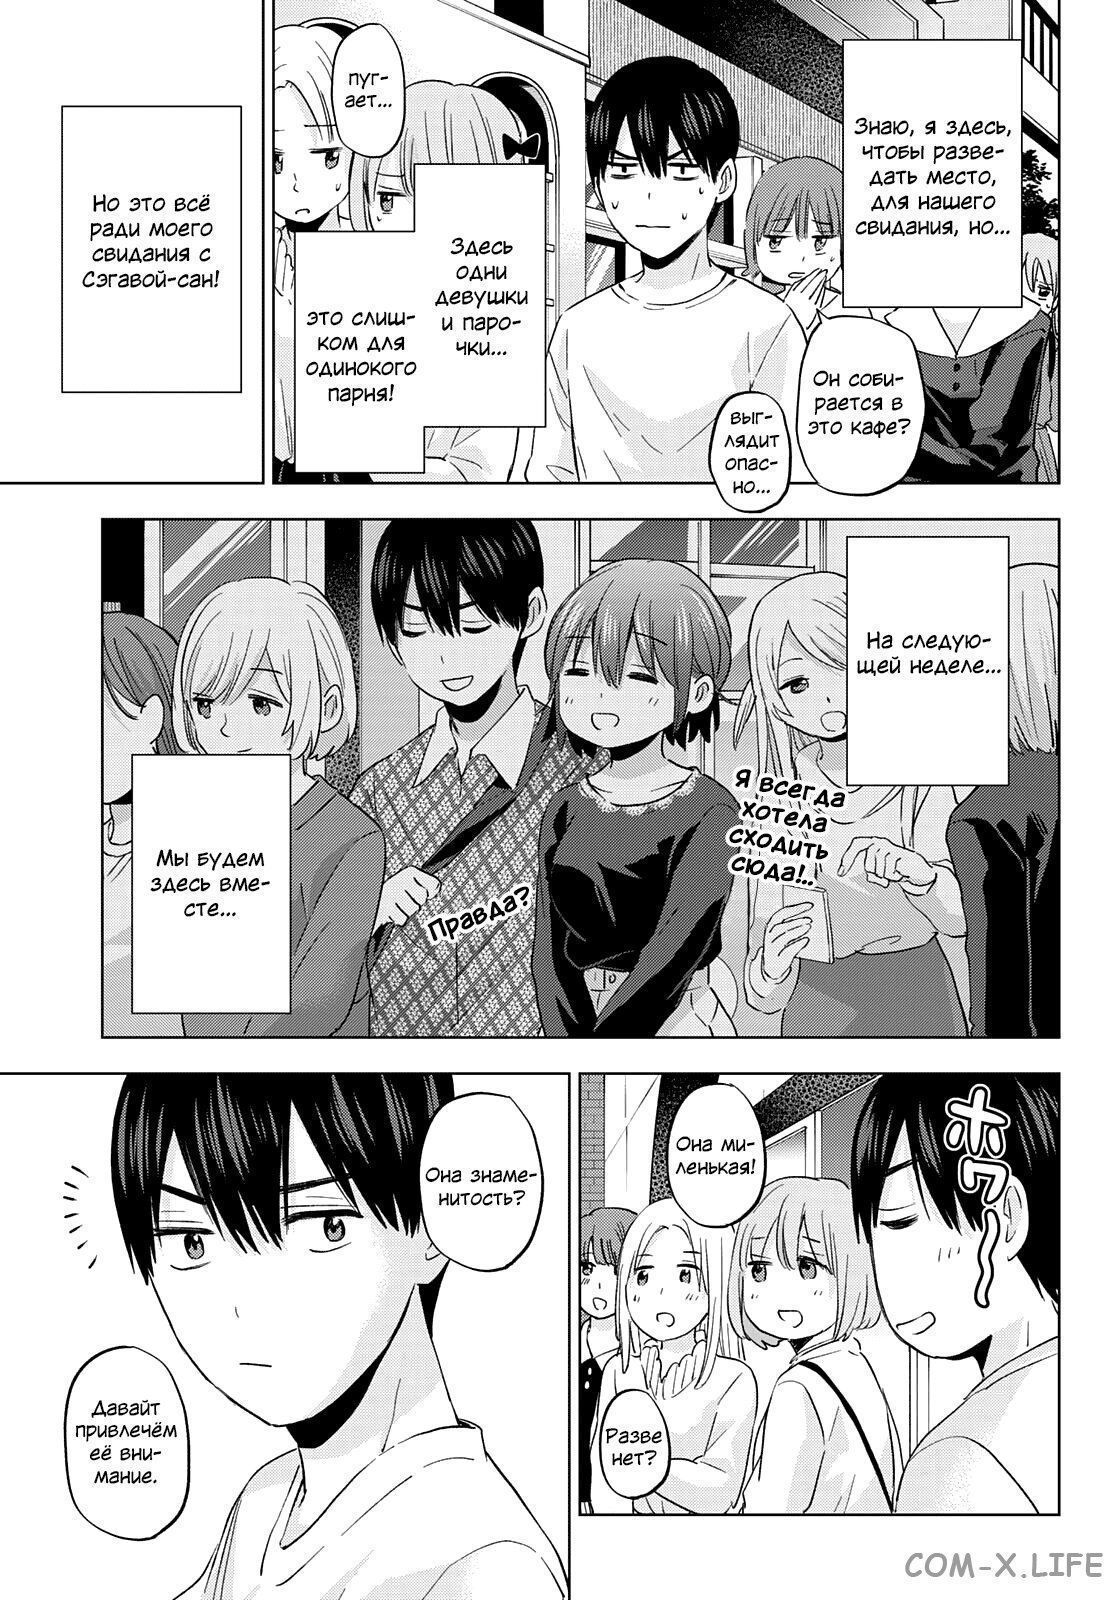 Знаю, я здесь,
чтобы разве-
дать место,
для нашего
свидания, но...
Он соби-
рается в
это кафе?
выг-
лядит
опас-
но...
пуг-
ает...
Здесь
одни
девушки
и паро-
чки...
это слиш-
ком для
одинокого
парня!
Но это всё
ради моего
свидания с
Сэгавой-сан!
На следую-
щей неделе...
Я всегда
хотела
сходить
сюда!..
Правда?
Мы будем
здесь вме-
сте...
ホワ〜
Она ми-
ленькая!
Разве
нет?
Она знаме-
нитость?
Давайт
привлечём
её вни-
мание.
COM-X.LIFE